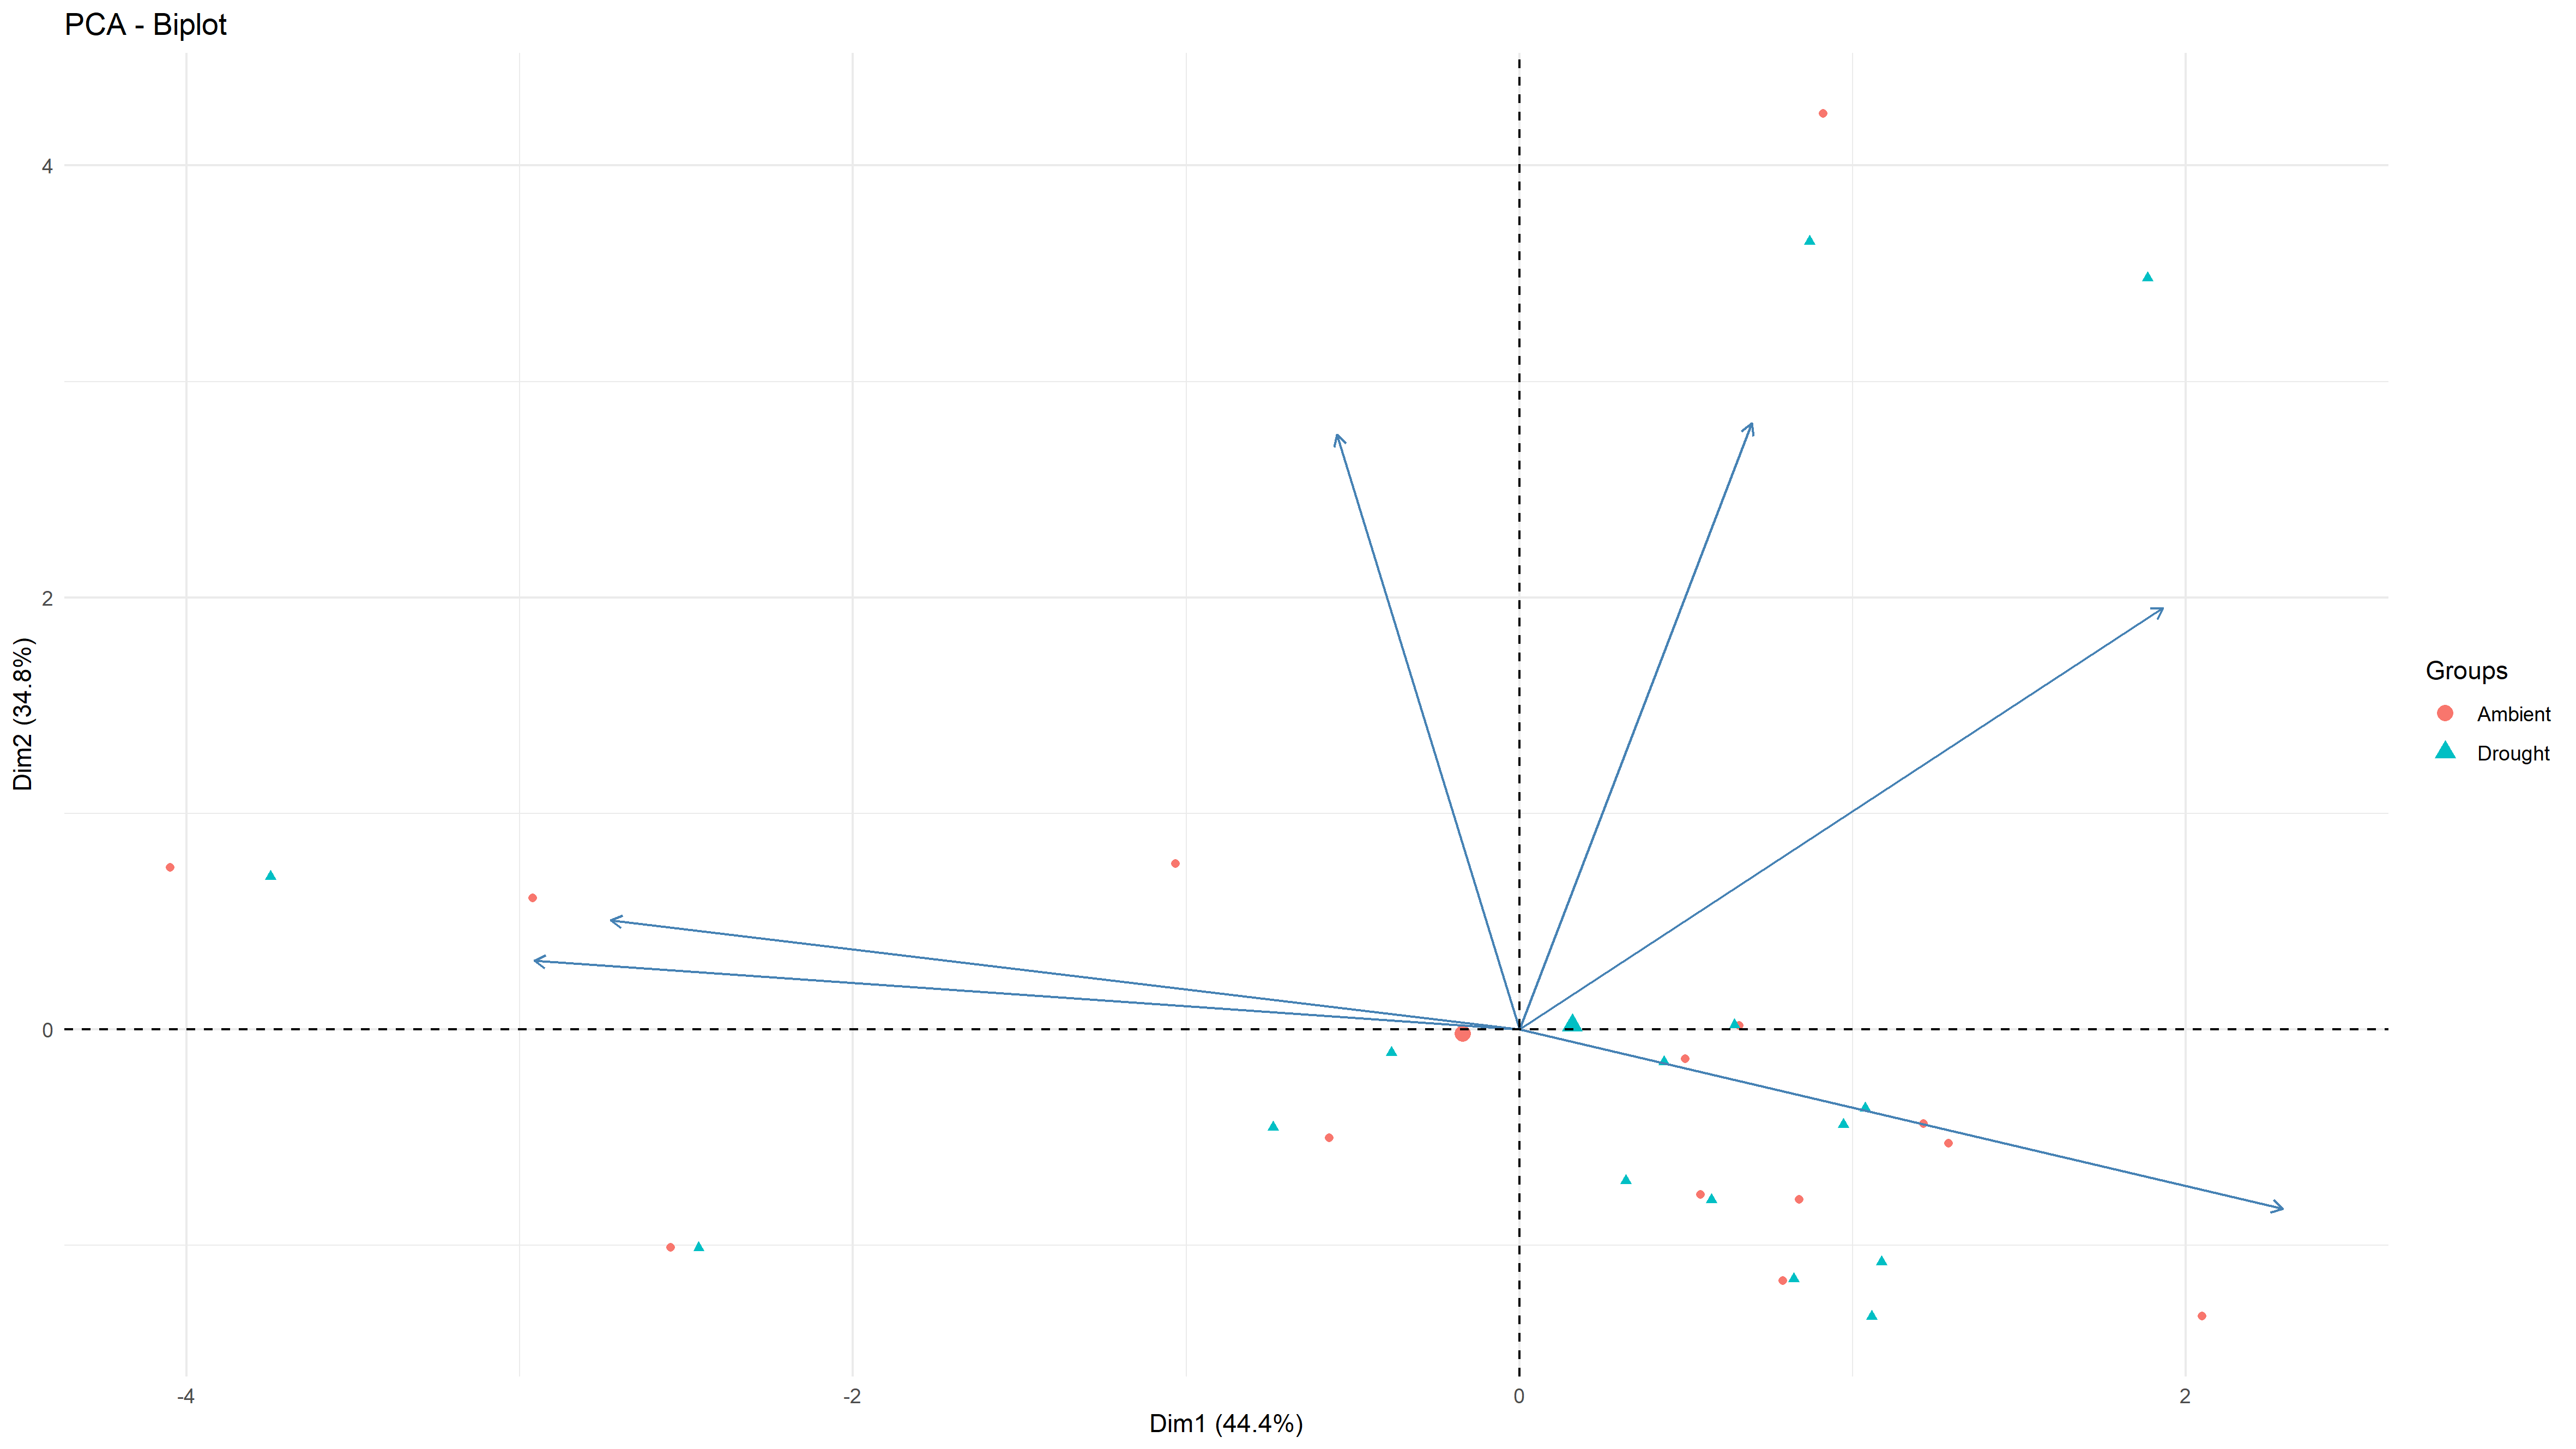 PCA - Biplot
4
2
0
Dim2 (34.8%)
-4
-2
0
2
Dim1 (44.4%)
Groups
Ambient
Drought